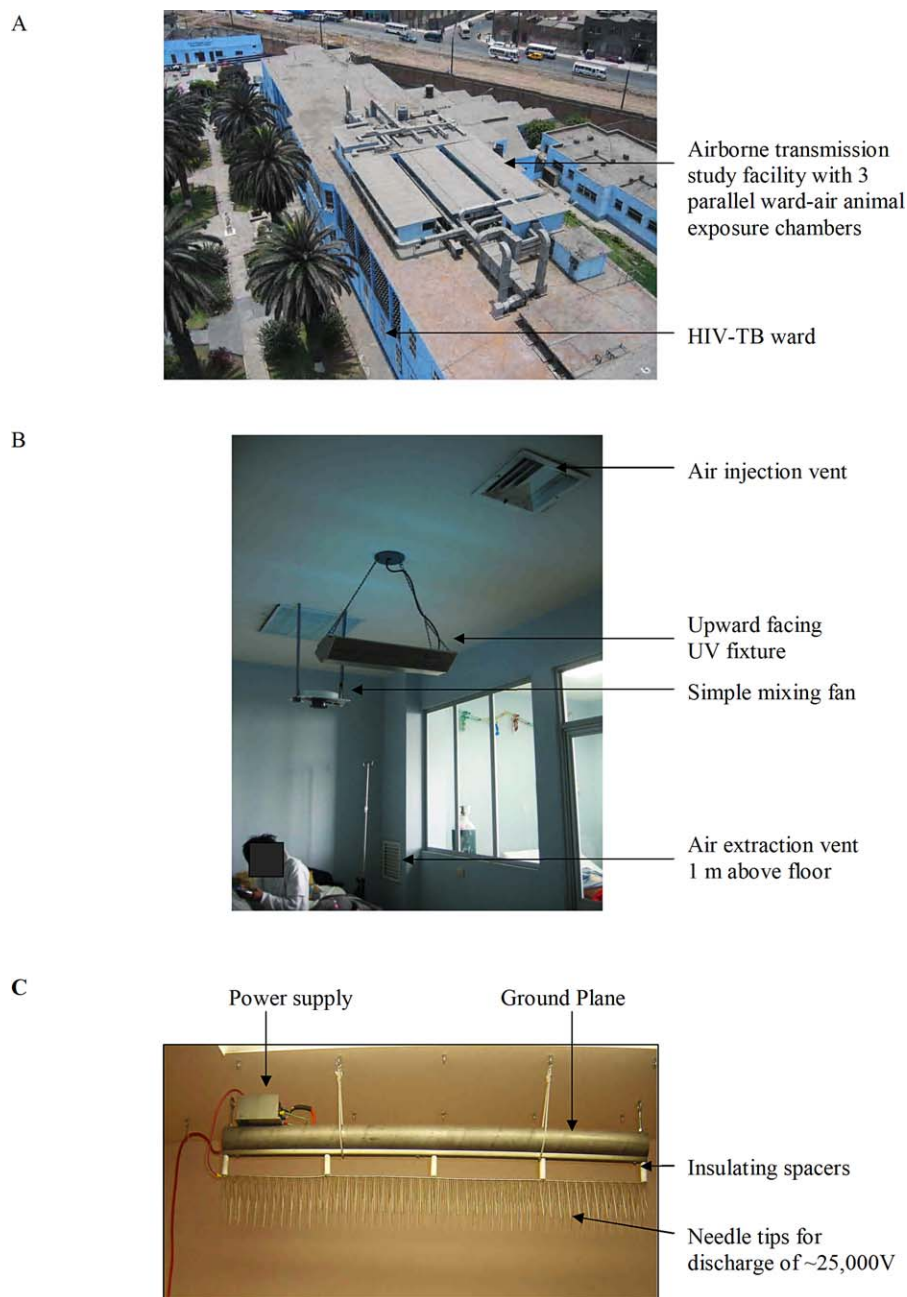 A
Airborne transmission
study facility with 3
parallel ward-air animal
exposure chambers
HIV-TB ward
B
Air injection vent
Upward facing
UV fixture
Simple mixing fan
Air extraction vent
1 m above floor
C
Power supply
Ground Plane
Insulating spacers
Needle tips for
discharge of ~25,000V